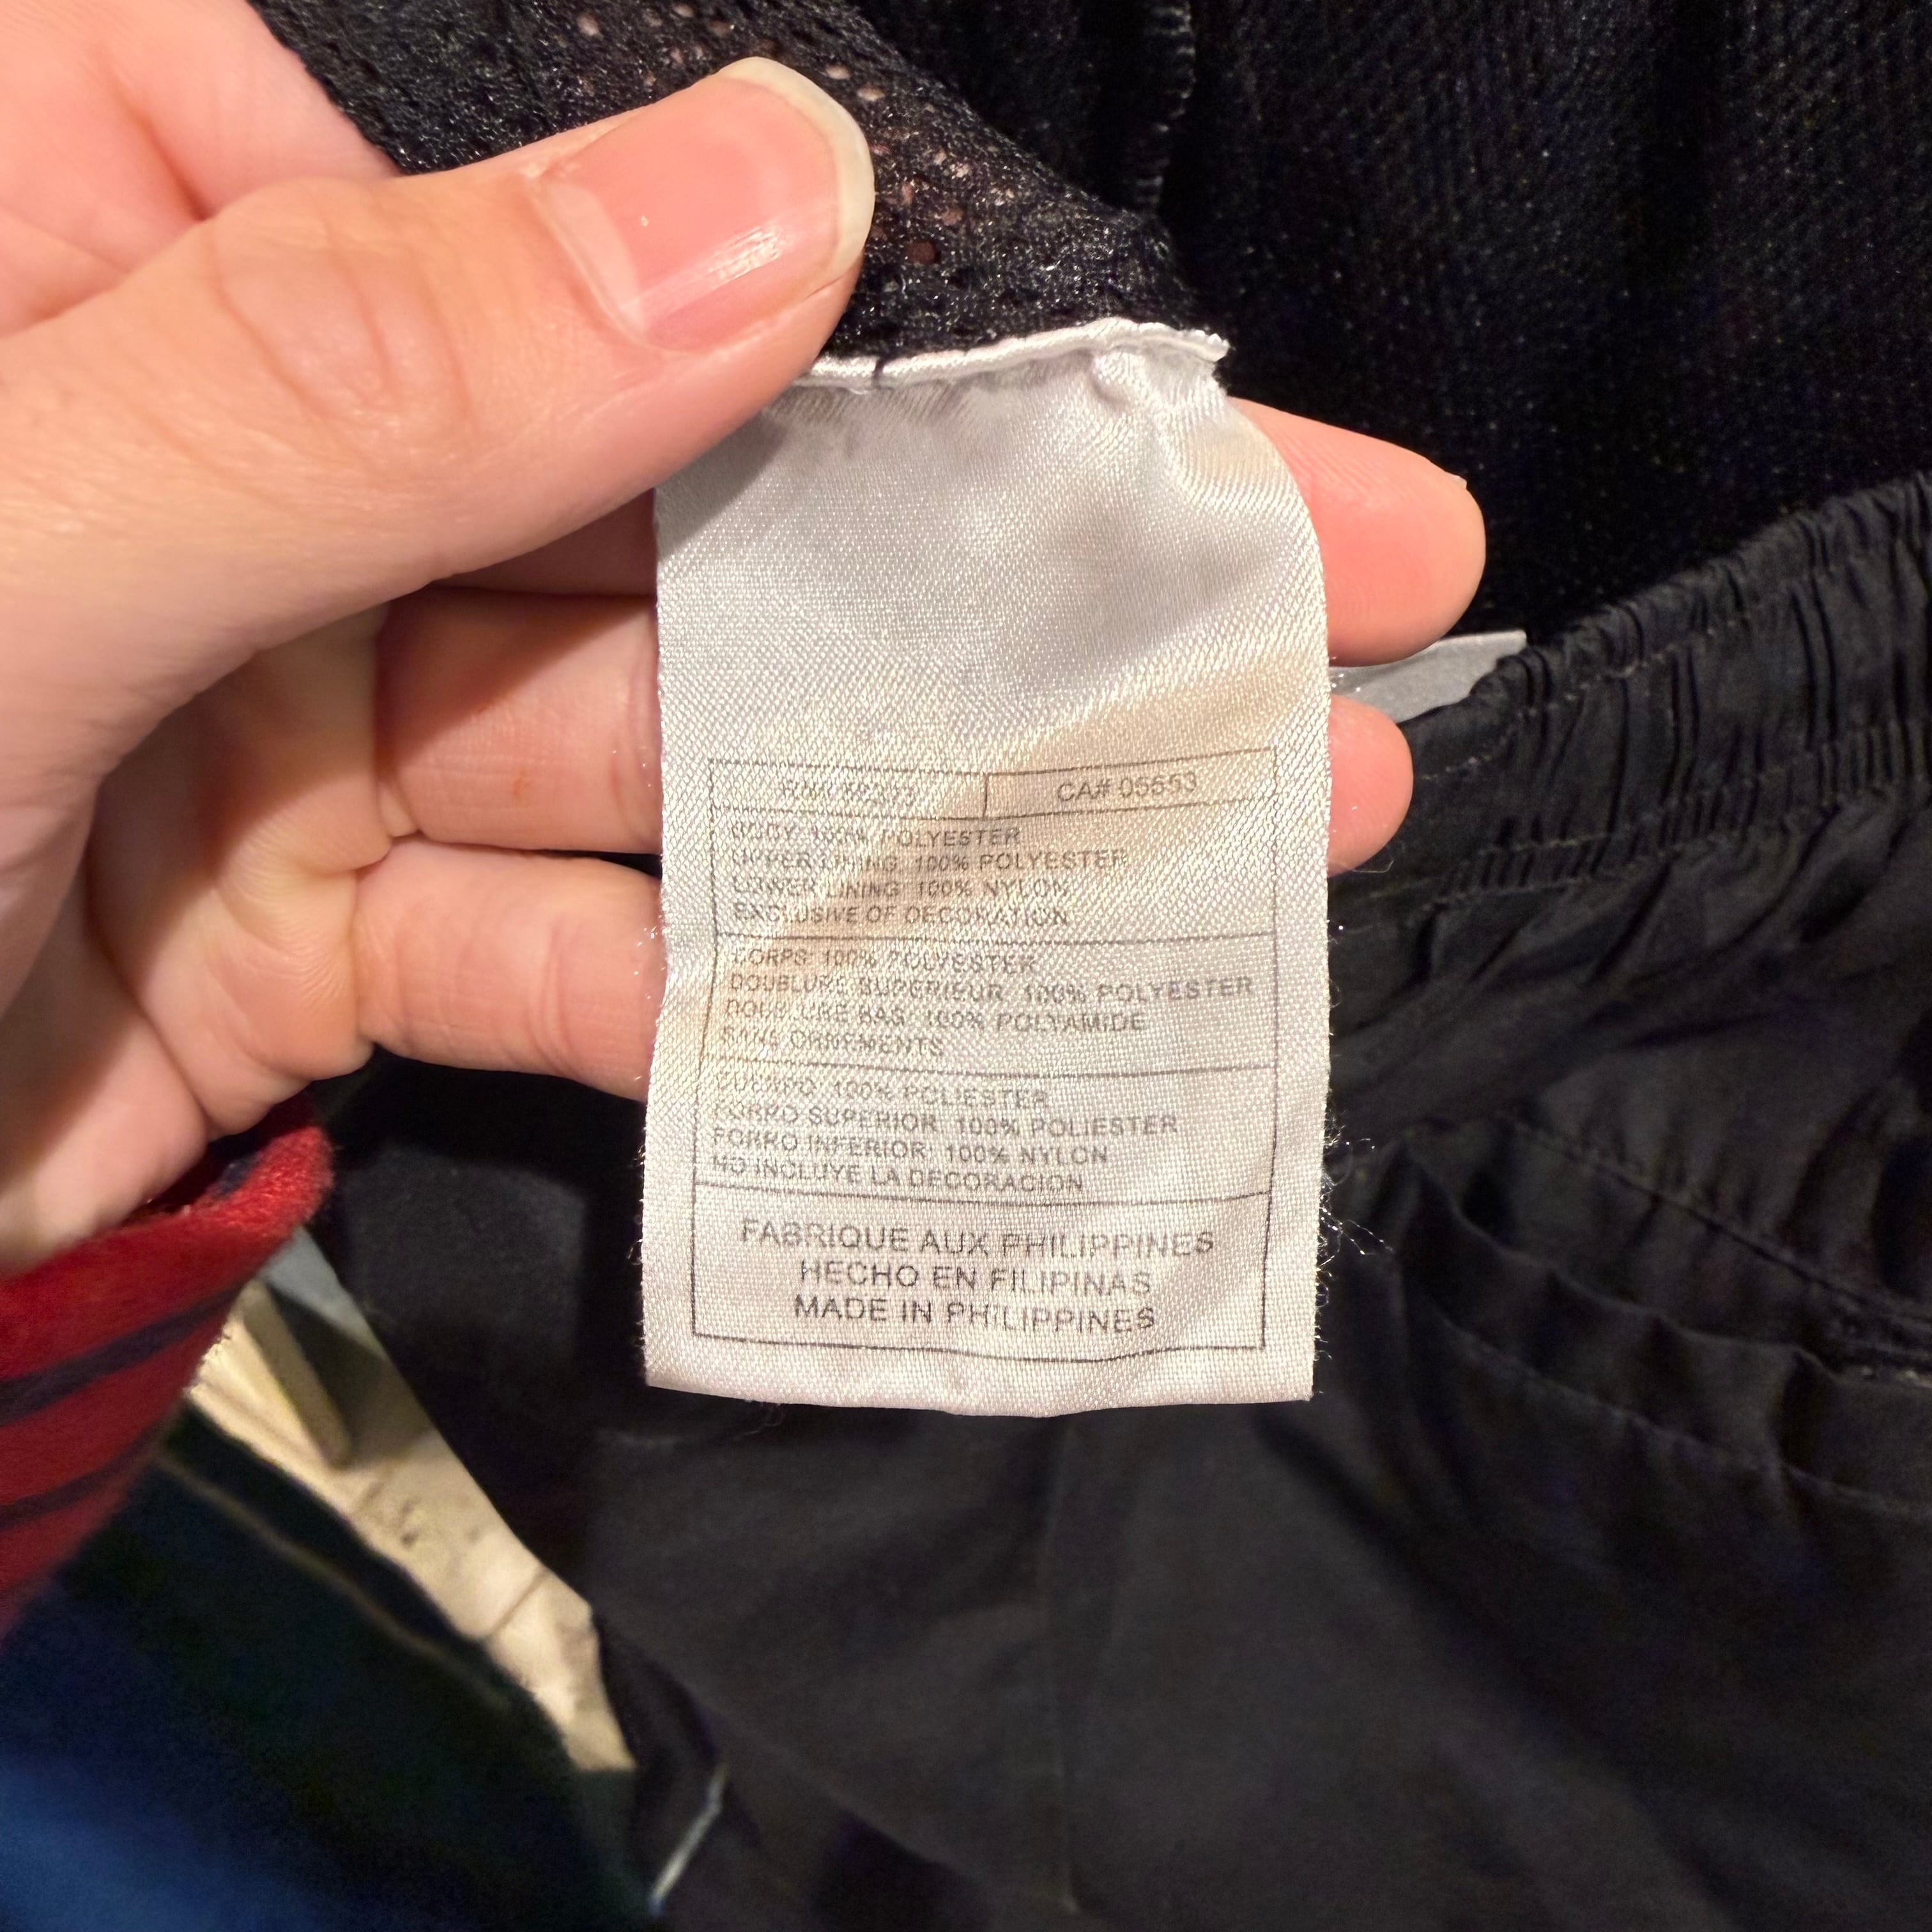 CA# 05553
BODY: 100% POLYESTER
UPPER LINING: 100% POLYESTER
LOWER LINING: 100% NYLON
EXCLUSIVE OF DECORATION
CORPS: 100% POLYESTER
DOUBLURE SUPERIEUR: 100% POLYESTER
DOUBLURE BAS: 100% POLYAMIDE
SANS ORNEMENTS
CUERPO: 100% POLIESTER
FORRO SUPERIOR: 100% POLIESTER
FORRO INFERIOR: 100% NYLON
NO INCLUYE LA DECORACION
FABRIQUE AUX PHILIPPINES
HECHO EN FILIPINAS
MADE IN PHILIPPINES